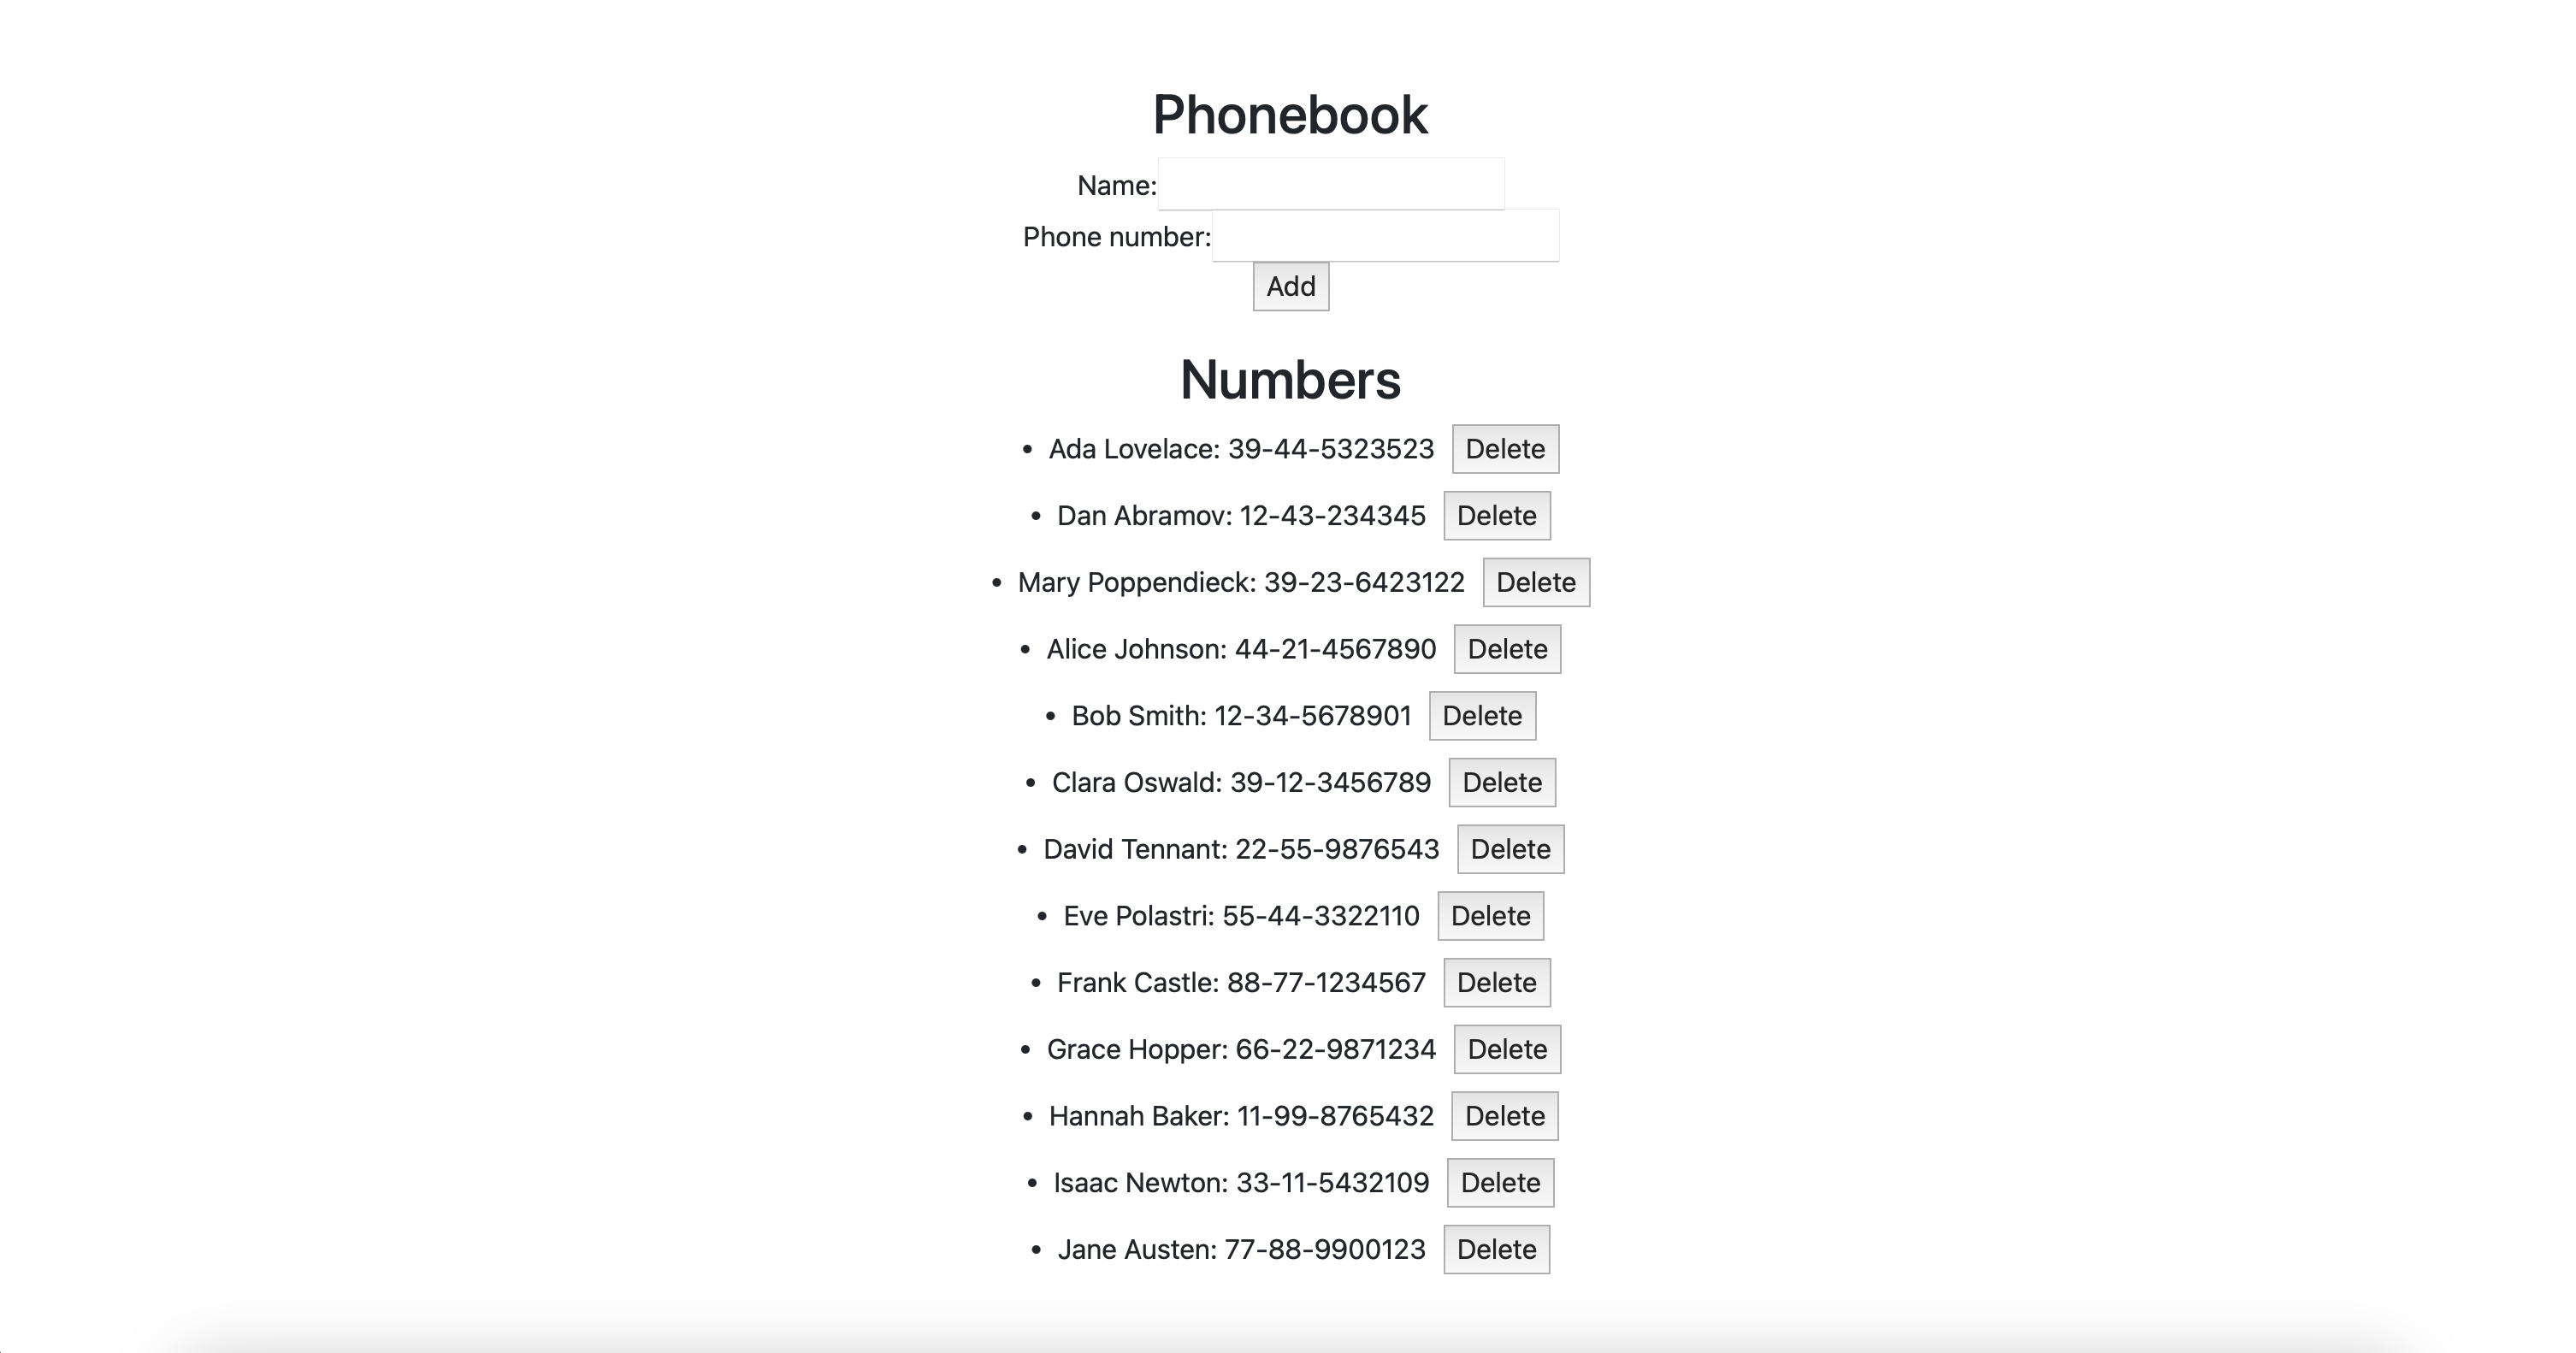 Phonebook
Name:
Phone number:
Add
Numbers
• Ada Lovelace: 39-44-5323523 Delete
• Dan Abramov: 12-43-234345 Delete
• Mary Poppendieck: 39-23-6423122 Delete
• Alice Johnson: 44-21-4567890 Delete
• Bob Smith: 12-34-5678901 Delete
• Clara Oswald: 39-12-3456789 Delete
• David Tennant: 22-55-9876543 Delete
• Eve Polastri: 55-44-3322110 Delete
• Frank Castle: 88-77-1234567 Delete
• Grace Hopper: 66-22-9871234 Delete
• Hannah Baker: 11-99-8765432 Delete
• Isaac Newton: 33-11-5432109 Delete
• Jane Austen: 77-88-9900123 Delete